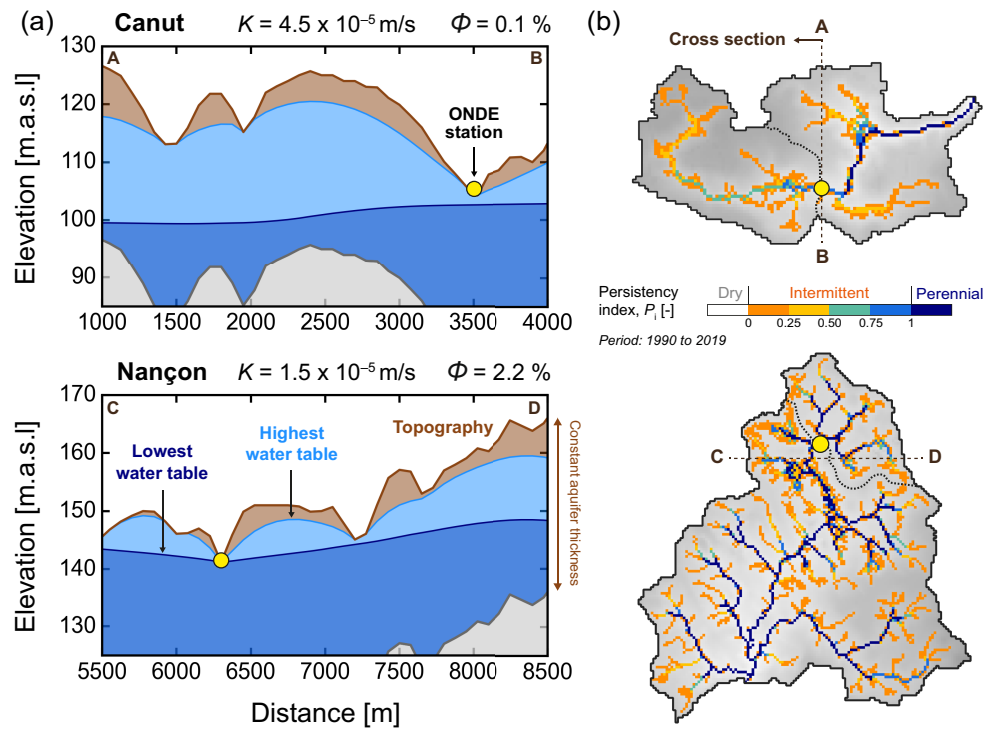 (a)
Canut K = 4.5 x 10⁻⁵ m/s Φ = 0.1 %
Elevation [m.a.s.l]
130
120
110
100
90
A
B
ONDE
station
1000 1500 2000 2500 3000 3500 4000
Nançon K = 1.5 x 10⁻⁵ m/s Φ = 2.2 %
Elevation [m.a.s.l]
170
160
150
140
130
C
D
Lowest
water table
Highest
water table
Topography
Constant aquifer thickness
5500 6000 6500 7000 7500 8000 8500
Distance [m]
(b)
A
Cross section
B
Persistency
index, Pᵢ [-]
Dry Intermittent Perennial
0 0.25 0.50 0.75 1
Period: 1990 to 2019
C
D